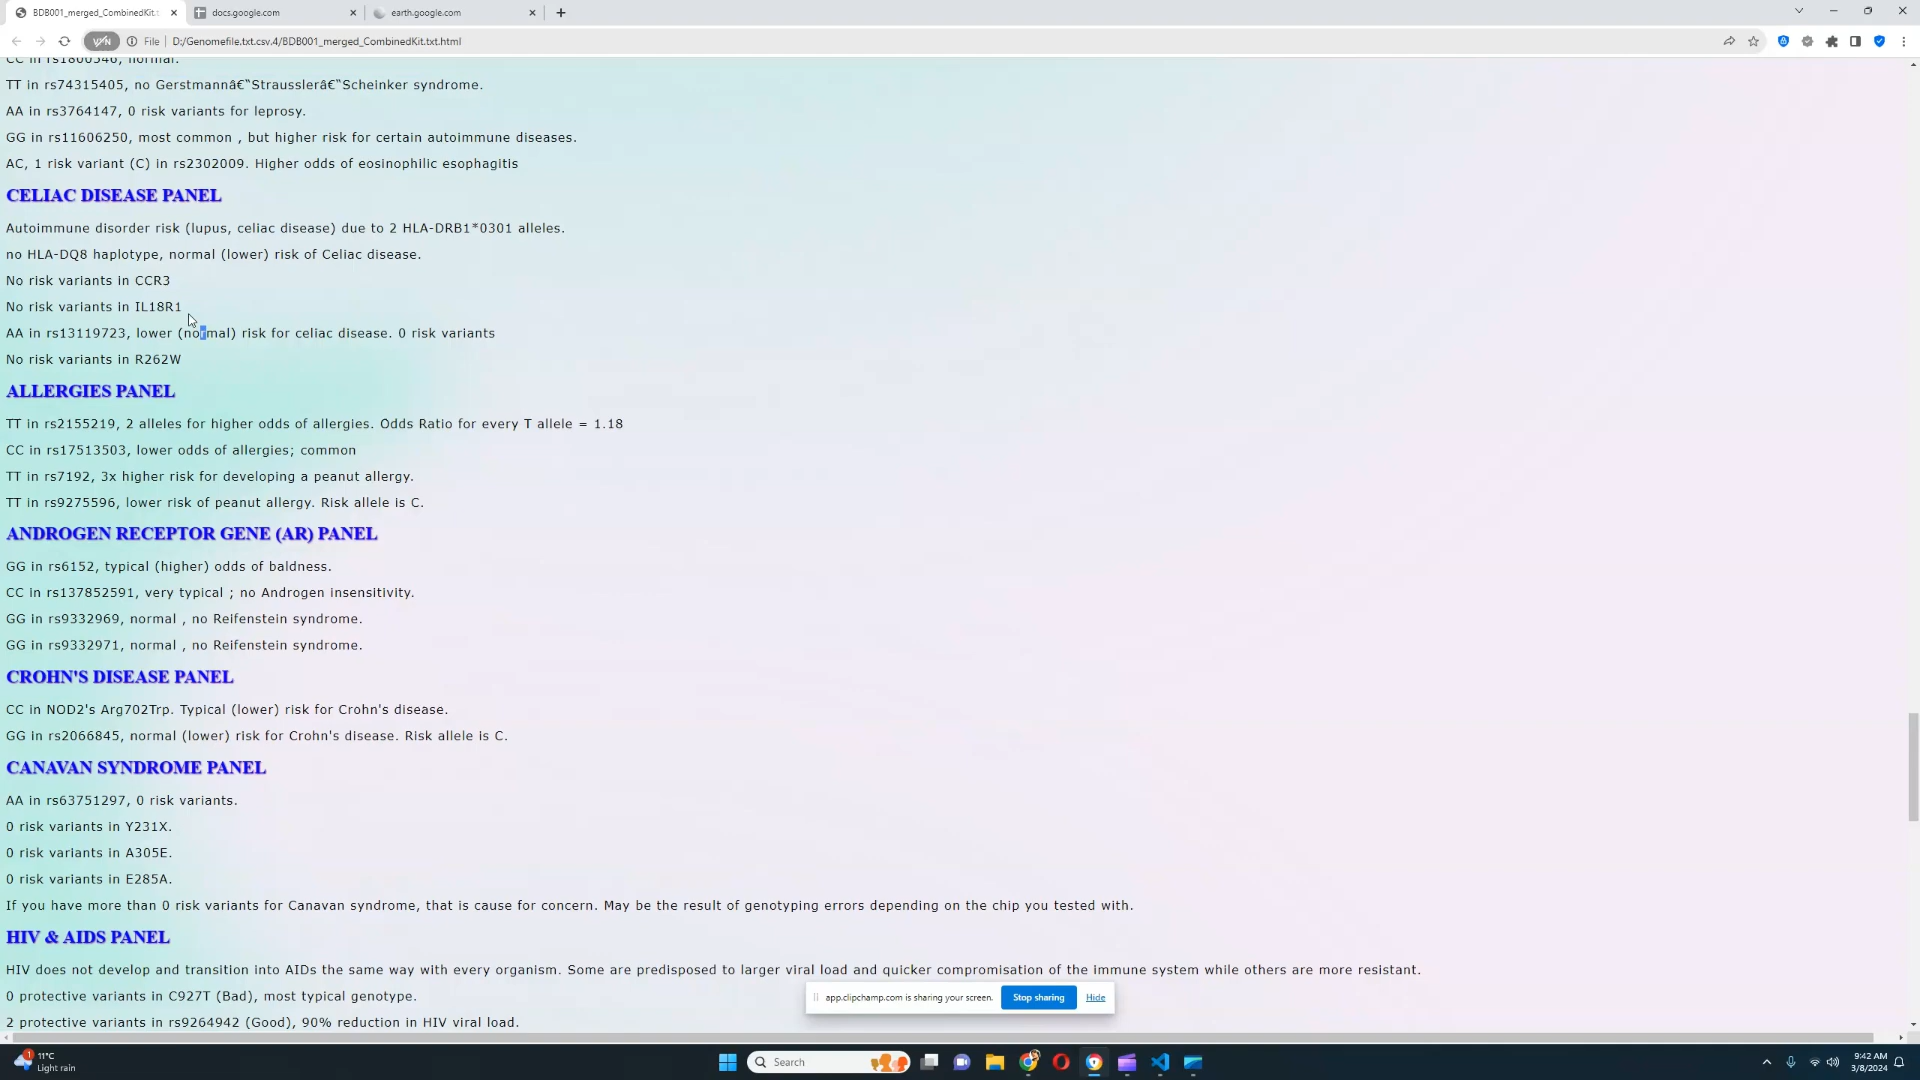 BDB001_merged_CombinedKit.t
docs.google.com
earth.google.com
File
D:/Genomefile.txt.csv.4/BDB001_merged_CombinedKit.txt.html
CC in rs1800546, normal.
TT in rs74315405, no Gerstmannâ€“Strausslerâ€“Scheinker syndrome.
AA in rs3764147, 0 risk variants for leprosy.
GG in rs11606250, most common , but higher risk for certain autoimmune diseases.
AC, 1 risk variant (C) in rs2302009. Higher odds of eosinophilic esophagitis
CELIAC DISEASE PANEL
Autoimmune disorder risk (lupus, celiac disease) due to 2 HLA-DRB1*0301 alleles.
no HLA-DQ8 haplotype, normal (lower) risk of Celiac disease.
No risk variants in CCR3
No risk variants in IL18R1
AA in rs13119723, lower (normal) risk for celiac disease. 0 risk variants
No risk variants in R262W
ALLERGIES PANEL
TT in rs2155219, 2 alleles for higher odds of allergies. Odds Ratio for every T allele = 1.18
CC in rs17513503, lower odds of allergies; common
TT in rs7192, 3x higher risk for developing a peanut allergy.
TT in rs9275596, lower risk of peanut allergy. Risk allele is C.
ANDROGEN RECEPTOR GENE (AR) PANEL
GG in rs6152, typical (higher) odds of baldness.
CC in rs137852591, very typical ; no Androgen insensitivity.
GG in rs9332969, normal , no Reifenstein syndrome.
GG in rs9332971, normal , no Reifenstein syndrome.
CROHN'S DISEASE PANEL
CC in NOD2's Arg702Trp. Typical (lower) risk for Crohn's disease.
GG in rs2066845, normal (lower) risk for Crohn's disease. Risk allele is C.
CANAVAN SYNDROME PANEL
AA in rs63751297, 0 risk variants.
0 risk variants in Y231X.
0 risk variants in A305E.
0 risk variants in E285A.
If you have more than 0 risk variants for Canavan syndrome, that is cause for concern. May be the result of genotyping errors depending on the chip you tested with.
HIV & AIDS PANEL
HIV does not develop and transition into AIDs the same way with every organism. Some are predisposed to larger viral load and quicker compromisation of the immune system while others are more resistant.
0 protective variants in C927T (Bad), most typical genotype.
app.clipchamp.com is sharing your screen.
Stop sharing
Hide
2 protective variants in rs9264942 (Good), 90% reduction in HIV viral load.
1
11°C
Light rain
Search
9:42 AM
3/8/2024